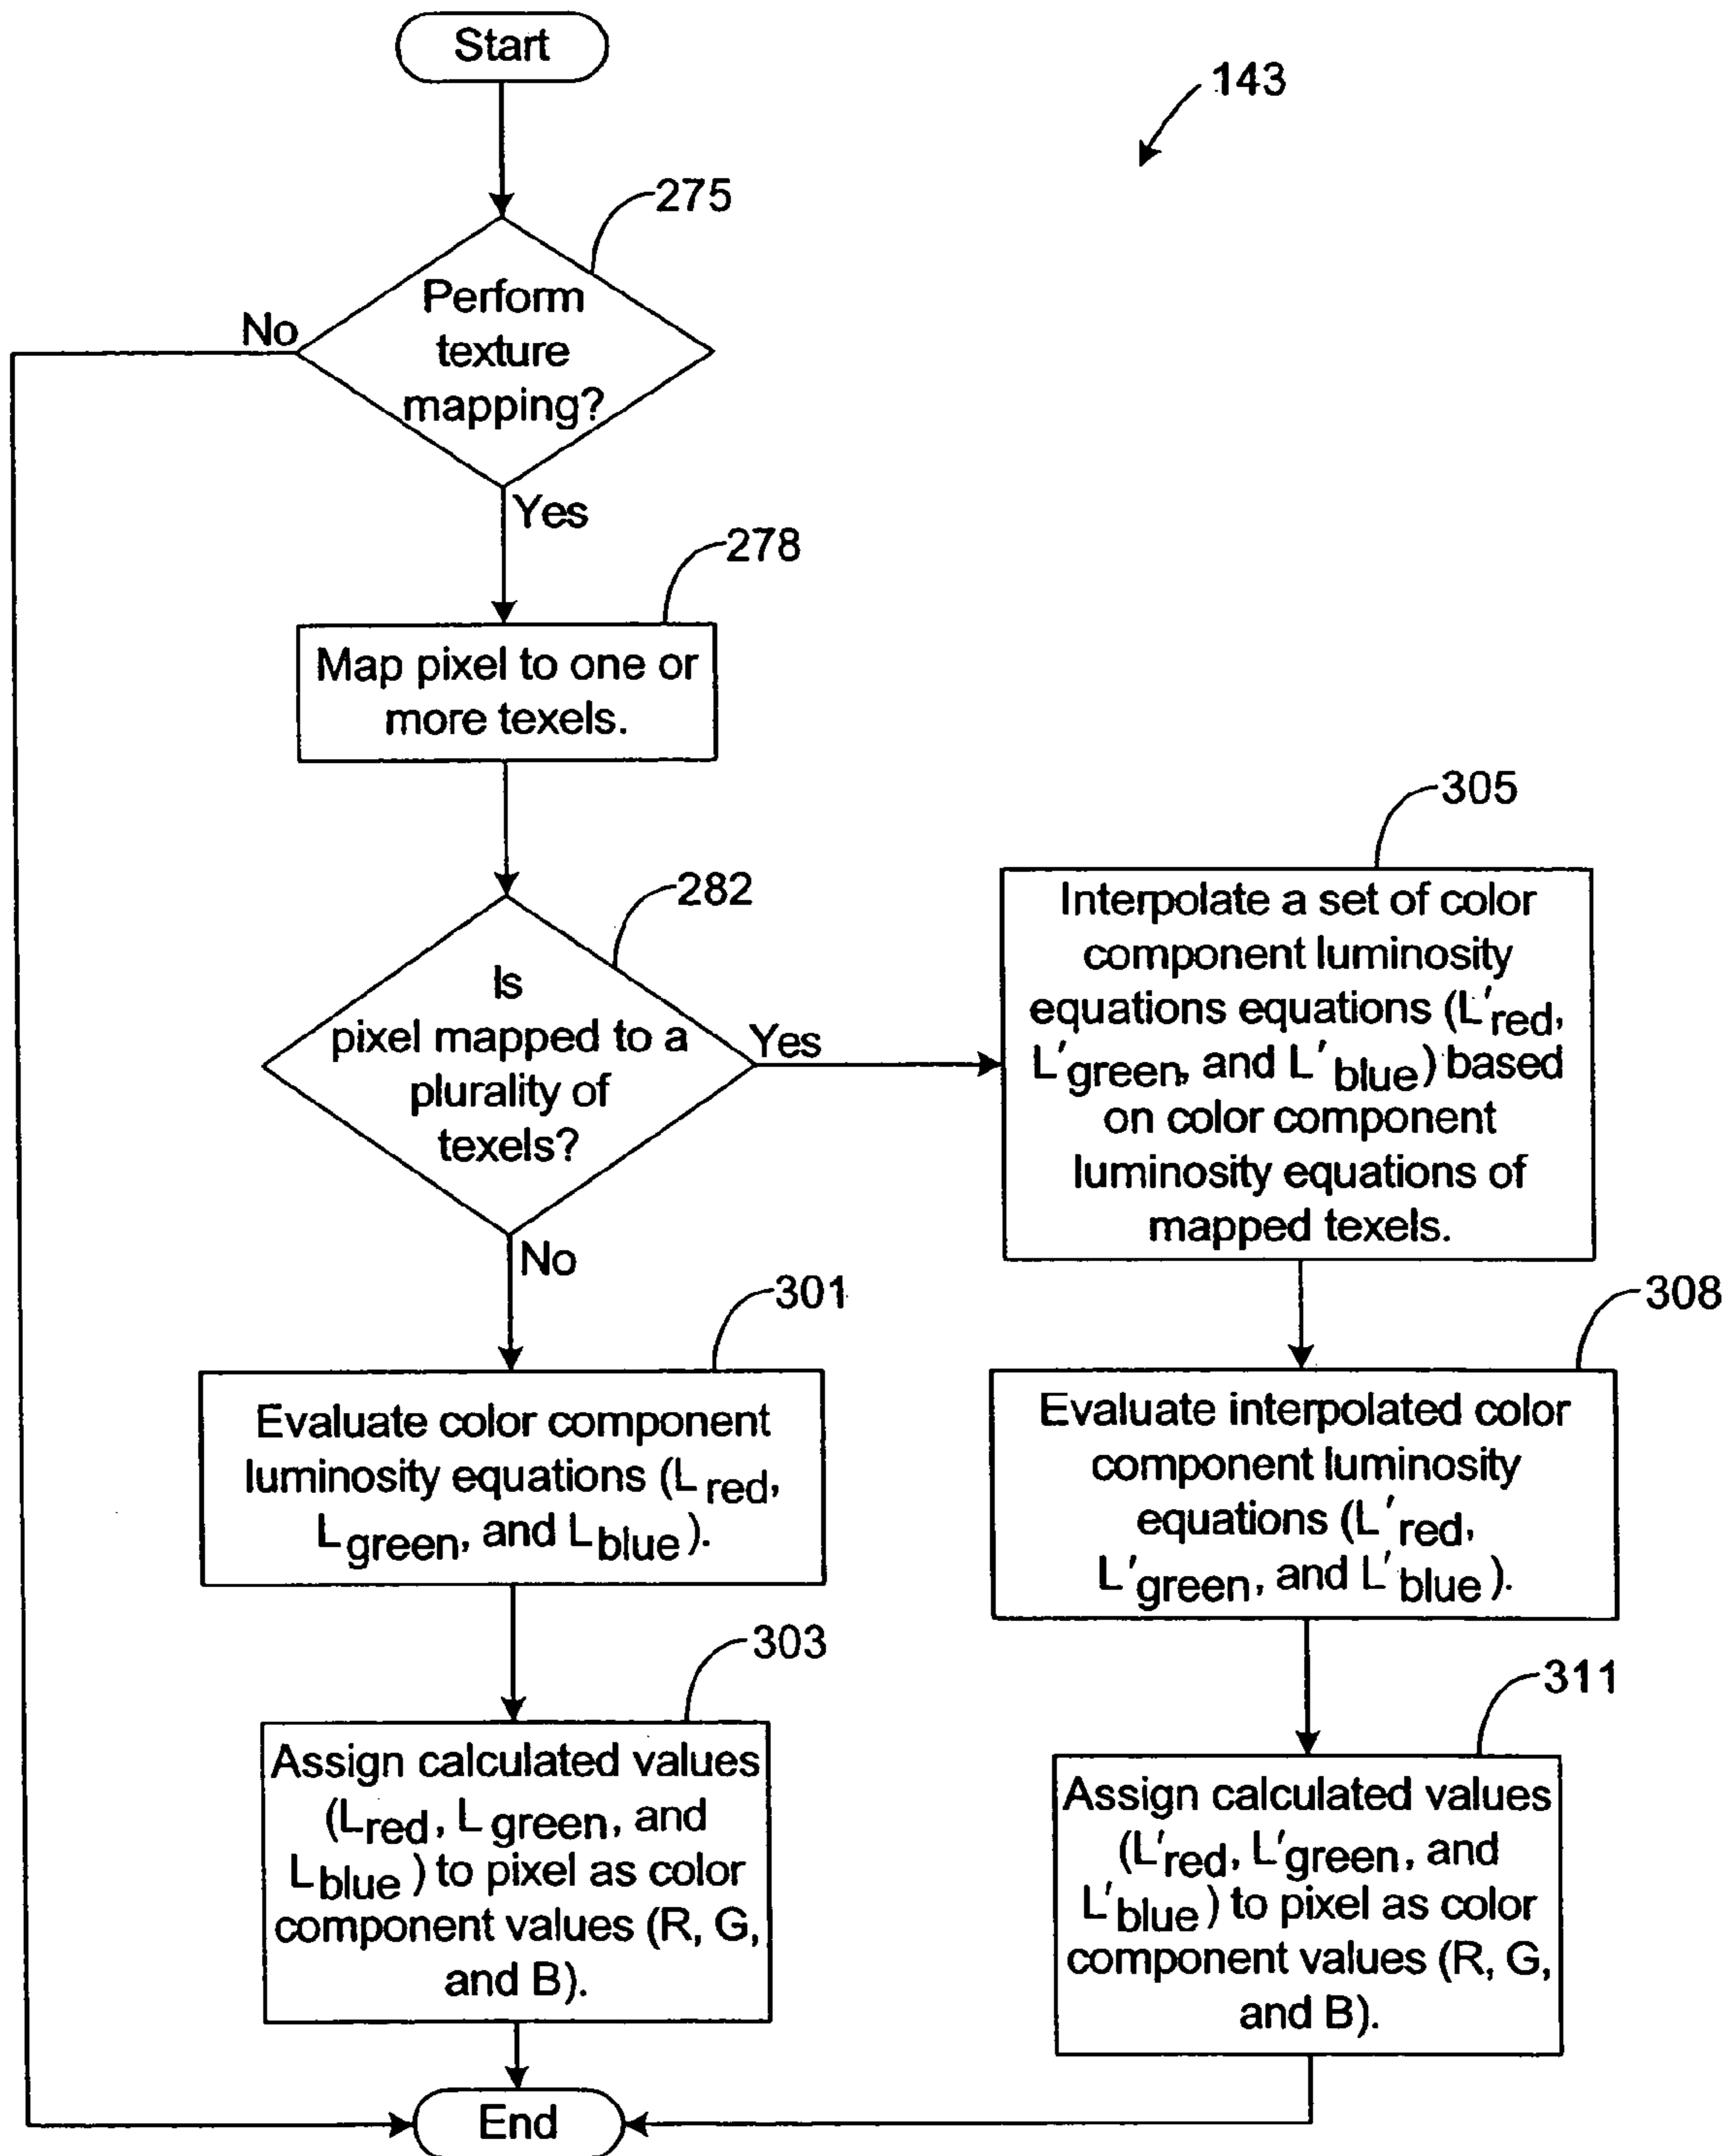 Start
143
275
Perform
texture
mapping?
No
Yes
278
Map pixel to one or
more texels.
282
Is
pixel mapped to a
plurality of
texels?
Yes
No
305
Interpolate a set of color
component luminosity
equations equations (L'red,
L'green, and L'blue) based
on color component
luminosity equations of
mapped texels.
301
Evaluate color component
luminosity equations (Lred,
Lgreen, and Lblue).
308
Evaluate interpolated color
component luminosity
equations (L'red,
L'green, and L'blue).
303
Assign calculated values
(Lred, Lgreen, and
Lblue) to pixel as color
component values (R, G,
and B).
311
Assign calculated values
(L'red, L'green, and
L'blue) to pixel as color
component values (R, G,
and B).
End